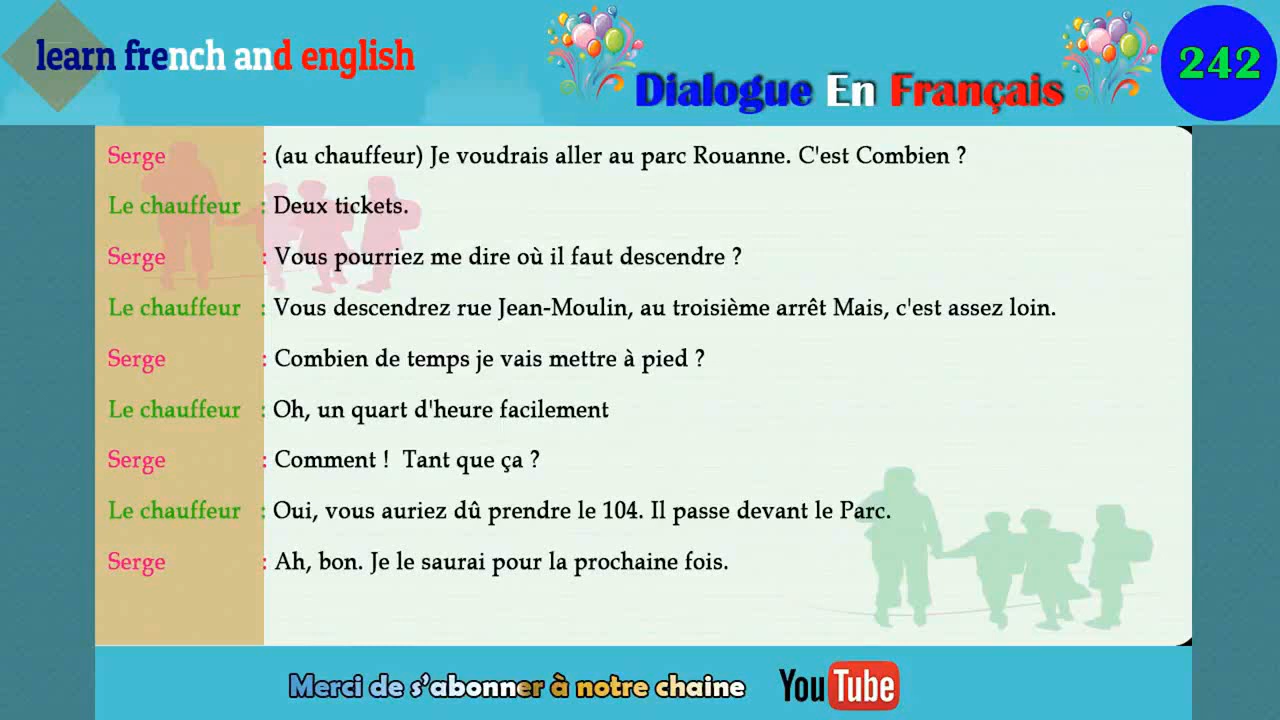 learn french and english
Dialogue En Français
242
Serge : (au chauffeur) Je voudrais aller au parc Rouanne. C'est Combien ?
Le chauffeur : Deux tickets.
Serge : Vous pourriez me dire où il faut descendre ?
Le chauffeur : Vous descendrez rue Jean-Moulin, au troisième arrêt Mais, c'est assez loin.
Serge : Combien de temps je vais mettre à pied ?
Le chauffeur : Oh, un quart d'heure facilement
Serge : Comment ! Tant que ça ?
Le chauffeur : Oui, vous auriez dû prendre le 104. Il passe devant le Parc.
Serge : Ah, bon. Je le saurai pour la prochaine fois.
Merci de s'abonner à notre chaine
YouTube